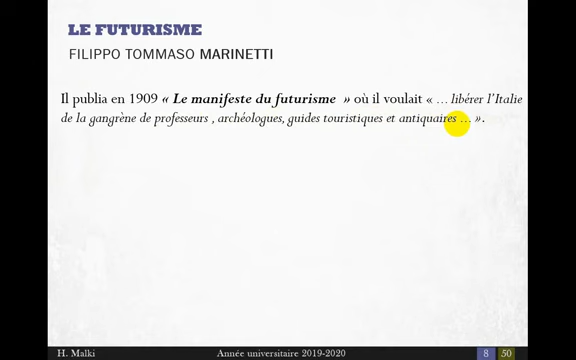 LE FUTURISME
FILIPPO TOMMASO MARINETTI
Il publia en 1909 « Le manifeste du futurisme » où il voulait « … libérer l'Italie
de la gangrène de professeurs , archéologues, guides touristiques et antiquaires … ».
H. Malki Année universitaire 2019-2020 8 50